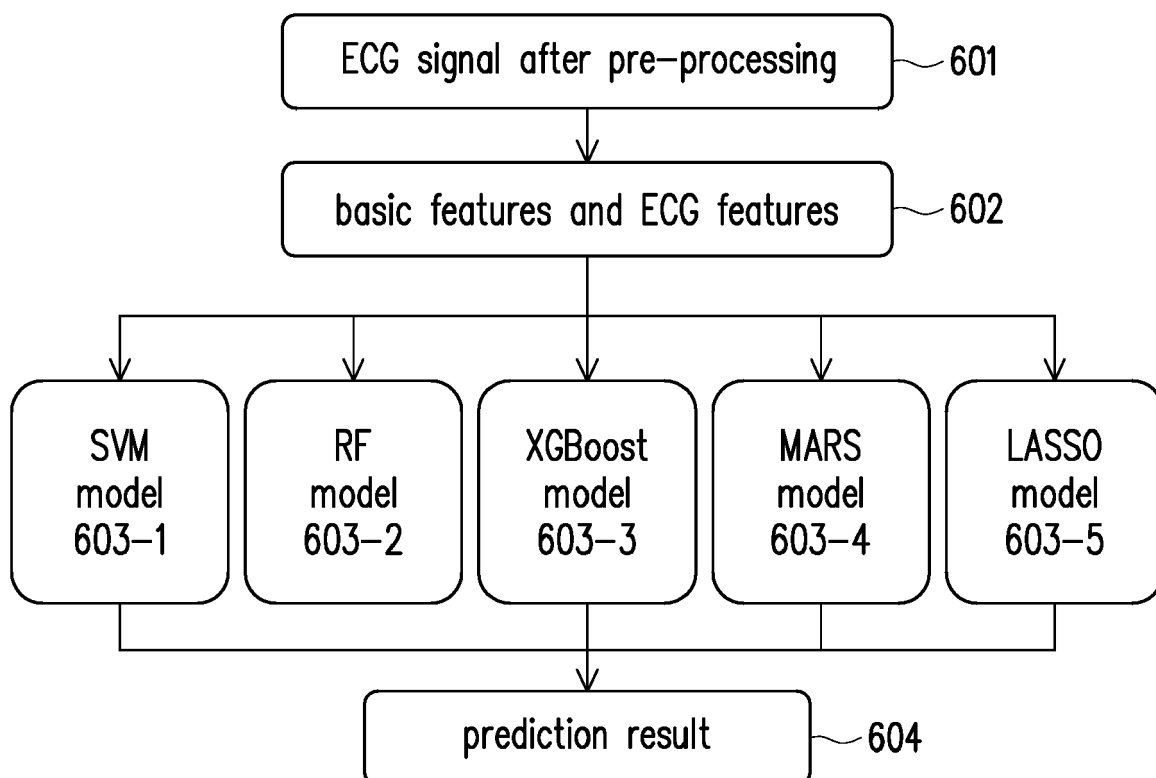 ECG signal after pre-processing
601
basic features and ECG features
602
SVM
model
603-1
RF
model
603-2
XGBoost
model
603-3
MARS
model
603-4
LASSO
model
603-5
prediction result
604